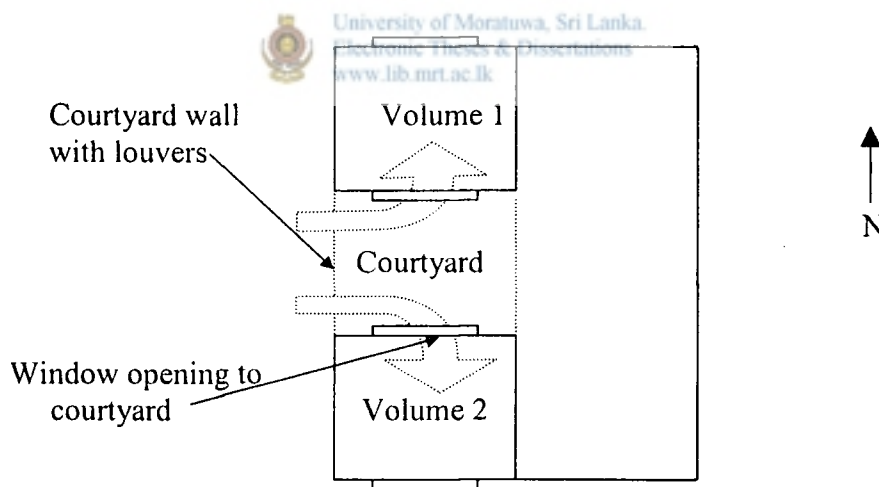 University of Moratuwa, Sri Lanka.
Electronic Theses & Dissertations
www.lib.mrt.ac.lk
Courtyard wall
with louvers
Volume 1
N
Courtyard
Window opening to
courtyard
Volume 2